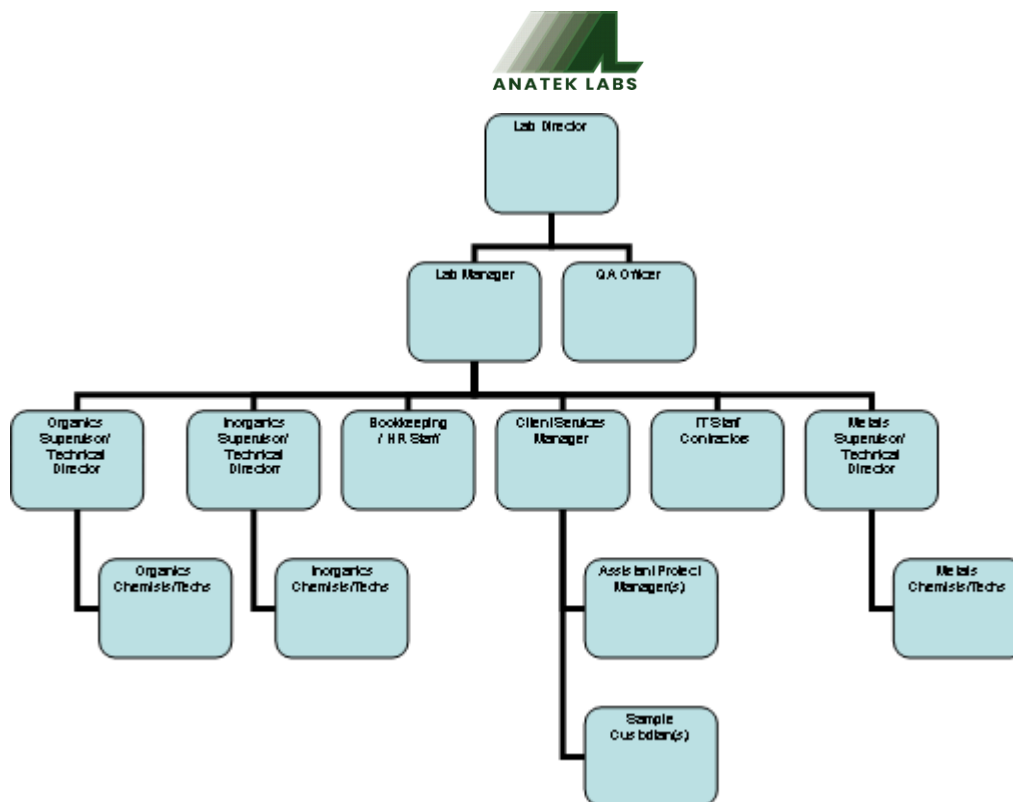 ANATEK LABS
Lab Director
Lab Manager
QA Officer
Organics
Supervisor/
Technical
Director
Inorganics
Supervisor/
Technical
Directorr
Bookkeeping
/ HR Staff
Client Services
Manager
IT Staff
Contractors
Metals
Supervisor/
Technical
Director
Organics
Chemists/Techs
Inorganics
Chemists/Techs
Assistant Project
Manager(s)
Metals
Chemists/Techs
Sample
Custodian(s)